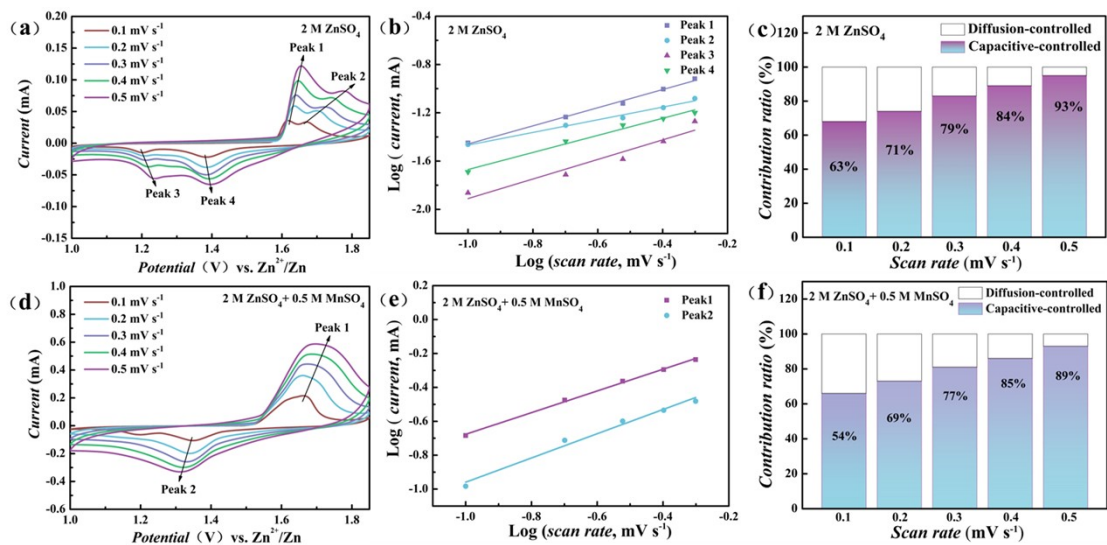 (a)
2 M ZnSO4
0.1 mV s-1
0.2 mV s-1
0.3 mV s-1
0.4 mV s-1
0.5 mV s-1
Peak 1
Peak 2
Peak 3
Peak 4
0.20
0.15
0.10
0.05
0.00
-0.05
-0.10
-0.15
Current (mA)
1.0 1.2 1.4 1.6 1.8
Potential（V）vs. Zn2+/Zn
(b)
2 M ZnSO4
Peak 1
Peak 2
Peak 3
Peak 4
-0.4
-0.8
-1.2
-1.6
-2.0
Log ( current, mA)
-1.0 -0.8 -0.6 -0.4 -0.2
Log (scan rate, mV s-1)
(c)
2 M ZnSO4
Diffusion-controlled
Capacitive-controlled
120
100
80
60
40
20
0
Contribution ratio (%)
63%
71%
79%
84%
93%
0.1 0.2 0.3 0.4 0.5
Scan rate (mV s-1)
(d)
2 M ZnSO4+ 0.5 M MnSO4
0.1 mV s-1
0.2 mV s-1
0.3 mV s-1
0.4 mV s-1
0.5 mV s-1
Peak 1
Peak 2
1.0
0.8
0.6
0.4
0.2
0.0
-0.2
-0.4
-0.6
Current (mA)
1.0 1.2 1.4 1.6 1.8
Potential（V）vs. Zn2+/Zn
(e)
2 M ZnSO4+ 0.5 M MnSO4
Peak1
Peak2
0.2
0.0
-0.2
-0.4
-0.6
-0.8
-1.0
Log ( current, mA)
-1.0 -0.8 -0.6 -0.4 -0.2
Log (scan rate, mV s-1)
(f)
2 M ZnSO4+ 0.5 M MnSO4
Diffusion-controlled
Capacitive-controlled
120
100
80
60
40
20
0
Contribution ratio (%)
54%
69%
77%
85%
89%
0.1 0.2 0.3 0.4 0.5
Scan rate (mV s-1)